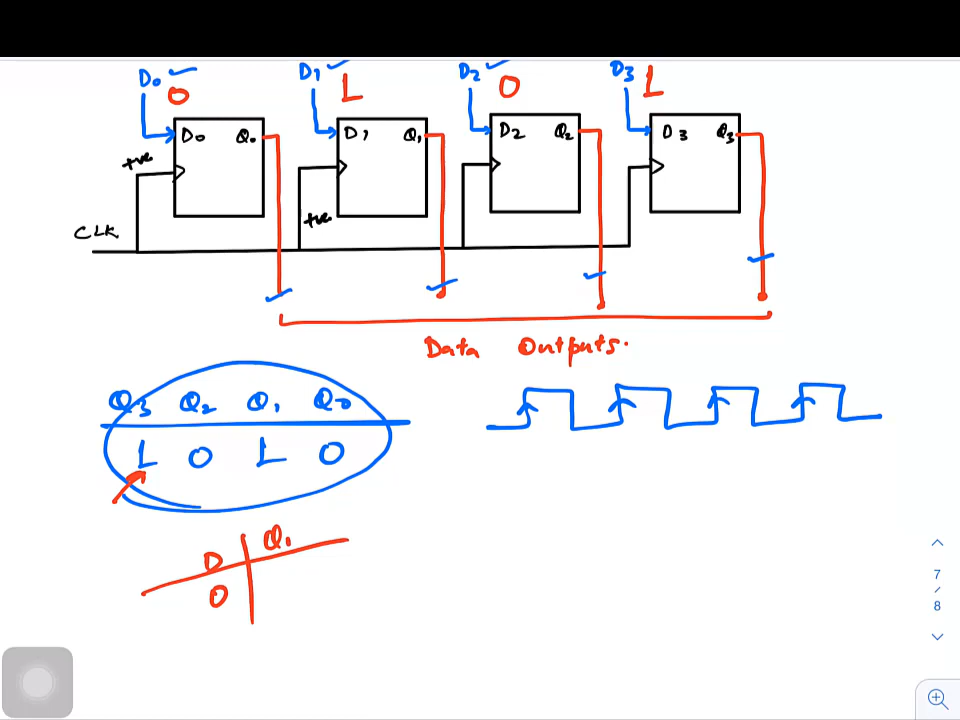 D0 D1 D2 D3
0 1 0 1
D0 Q0 D1 Q1 D2 Q2 D3 Q3
+ve
+ve
CLK
Data Outputs.
Q3 Q2 Q1 Q0
1 0 1 0
D Q1
0
7
/
8